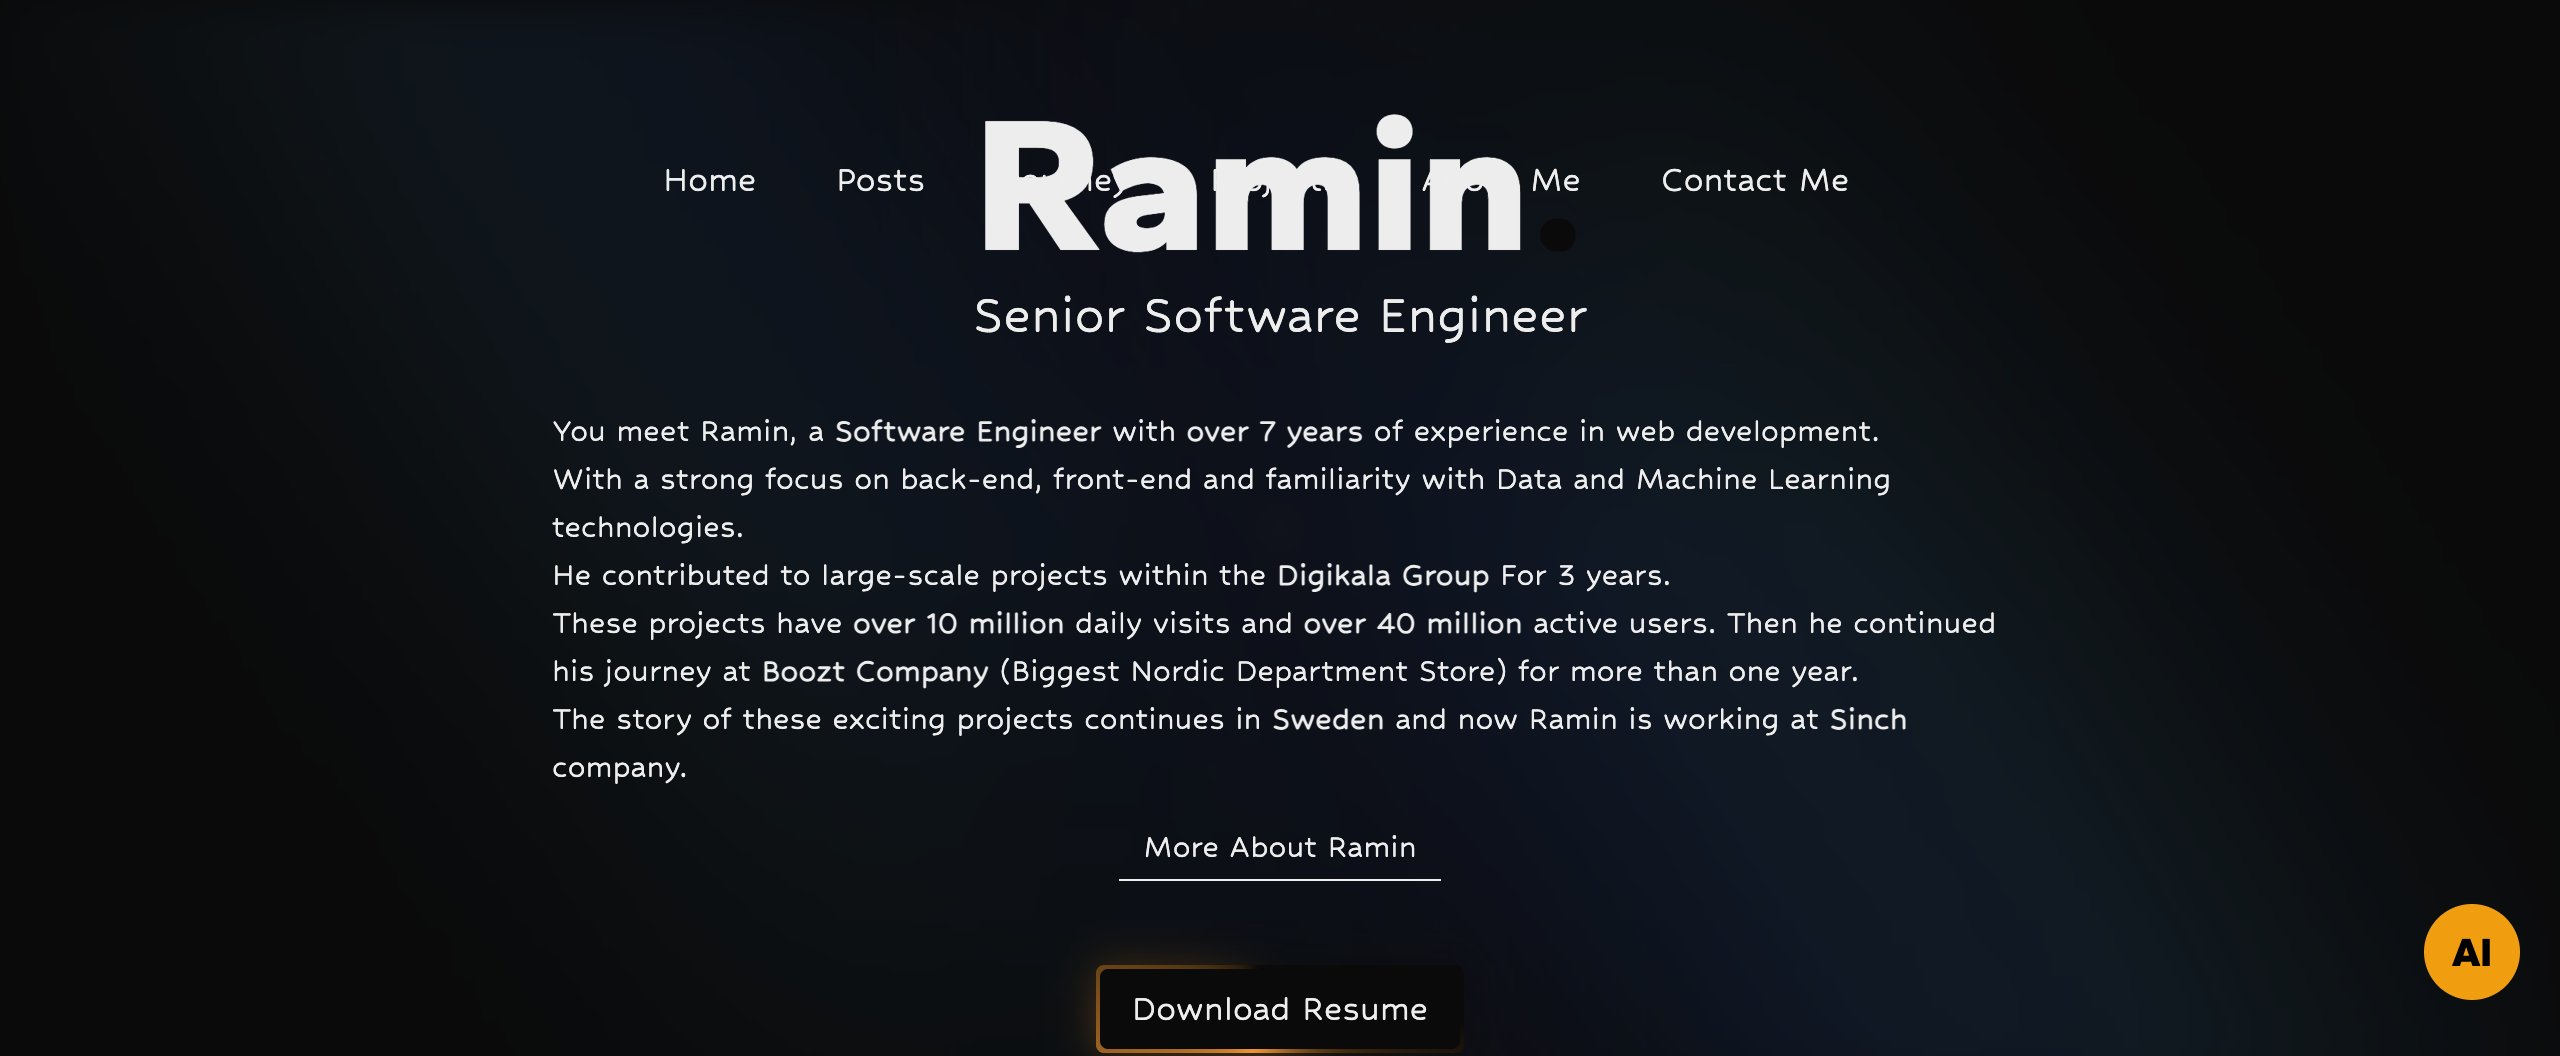 Home Posts Me Contact Me
Ramin.
Senior Software Engineer
You meet Ramin, a Software Engineer with over 7 years of experience in web development.
With a strong focus on back-end, front-end and familiarity with Data and Machine Learning
technologies.
He contributed to large-scale projects within the Digikala Group For 3 years.
These projects have over 10 million daily visits and over 40 million active users. Then he continued
his journey at Boozt Company (Biggest Nordic Department Store) for more than one year.
The story of these exciting projects continues in Sweden and now Ramin is working at Sinch
company.
More About Ramin
AI
Download Resume